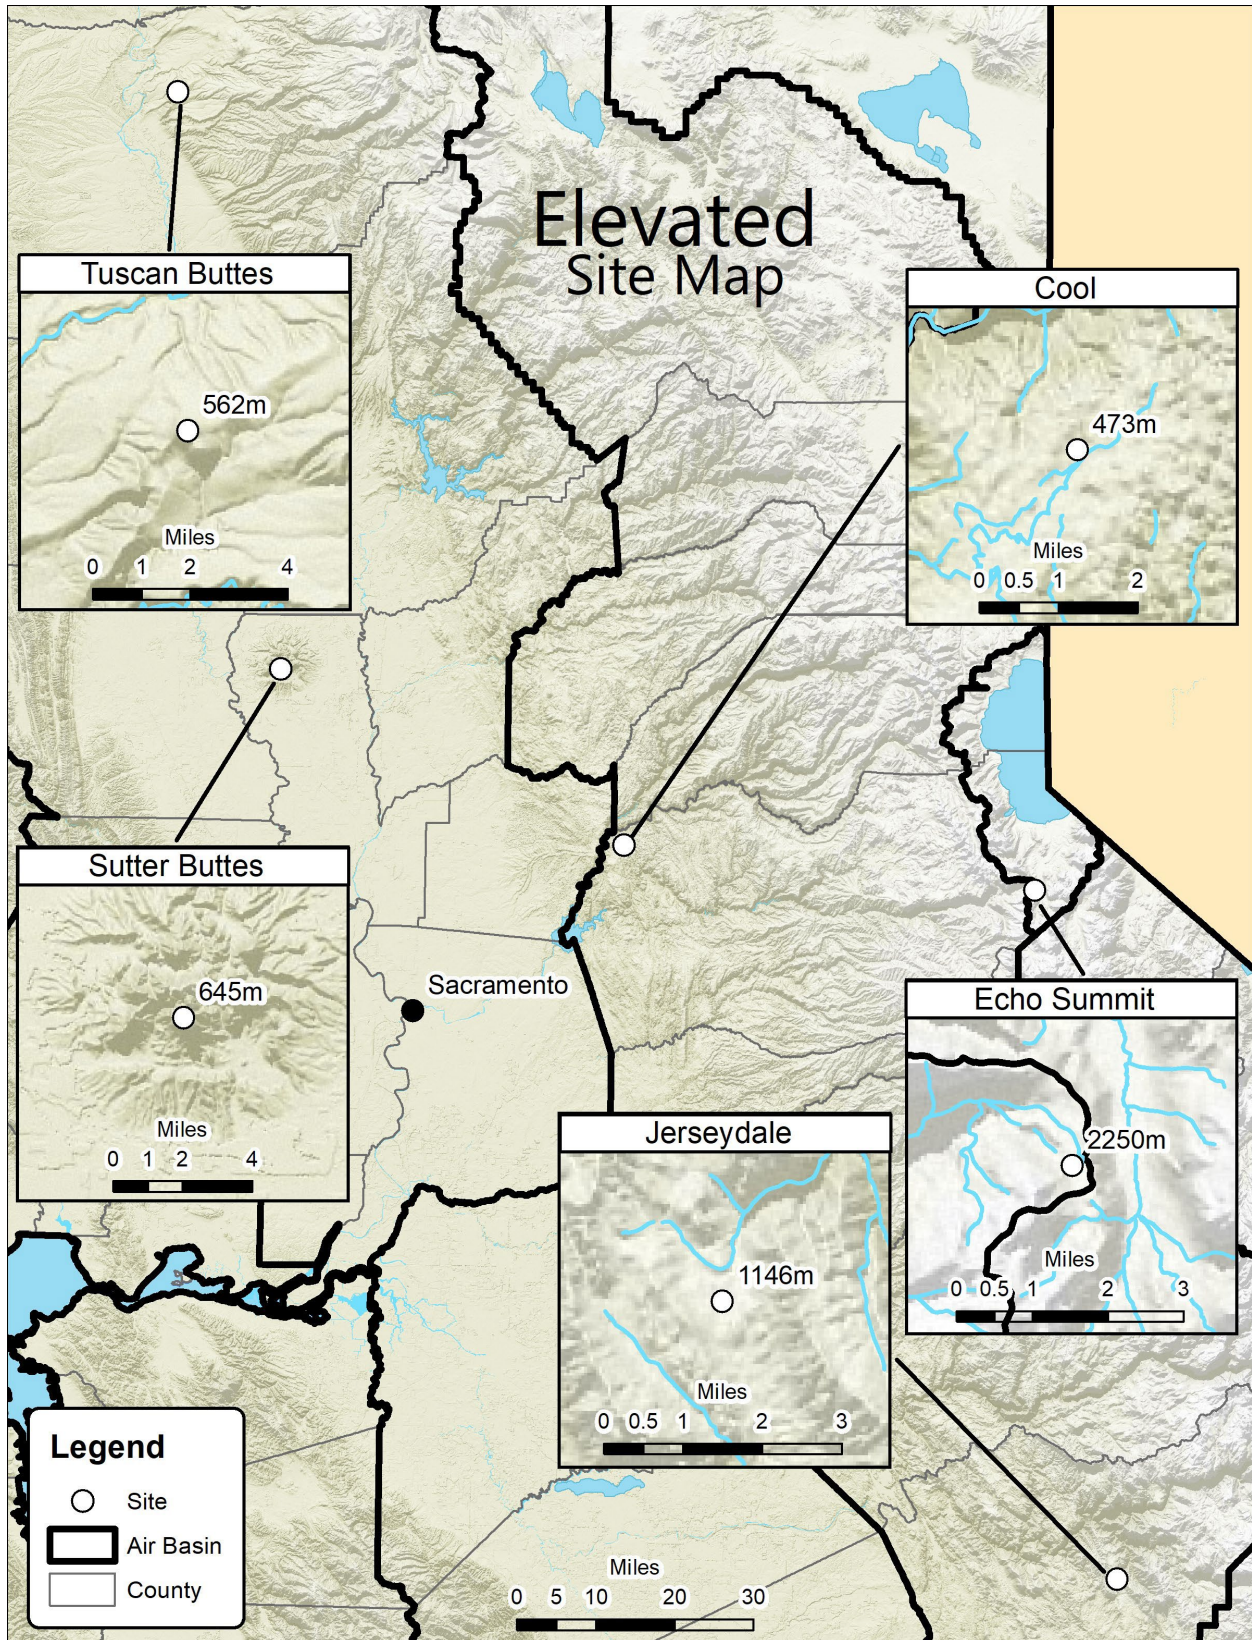 Elevated
Site Map
Tuscan Buttes
562m
Miles
0 1 2 4
Cool
473m
Miles
0 0.5 1 2
Sutter Buttes
645m
Miles
0 1 2 4
Sacramento
Echo Summit
2250m
Miles
0 0.5 1 2 3
Jerseydale
1146m
Miles
0 0.5 1 2 3
Legend
Site
Air Basin
County
Miles
0 5 10 20 30